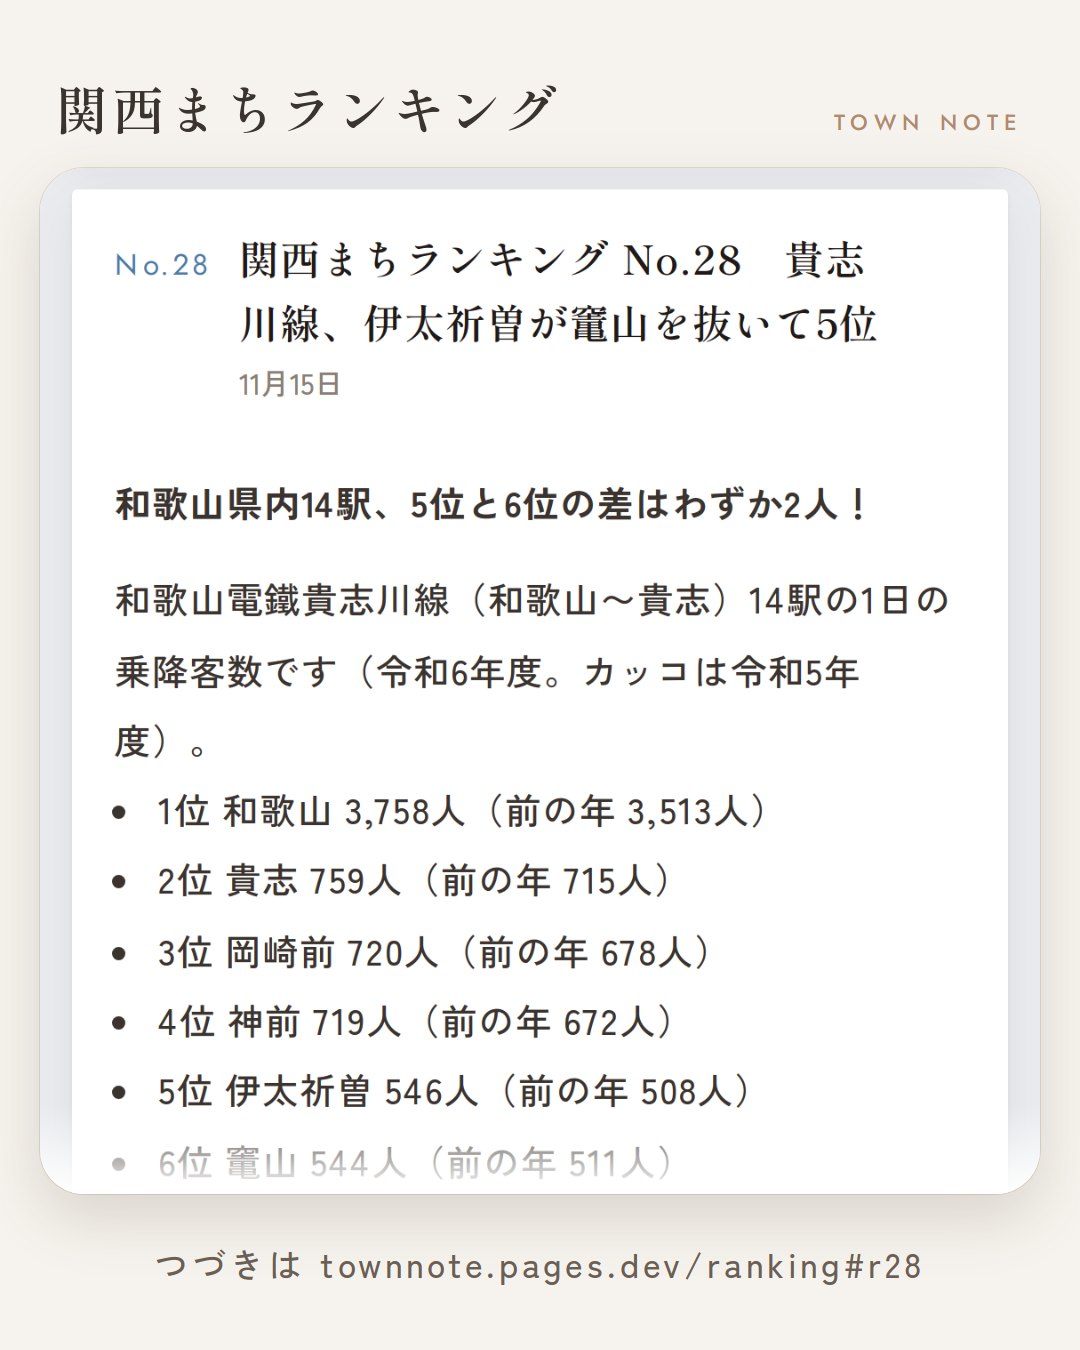 関西まちランキング
TOWN NOTE
No.28
関西まちランキング No.28　貴志
川線、伊太祈曽が竈山を抜いて5位
11月15日
和歌山県内14駅、5位と6位の差はわずか2人！
和歌山電鐵貴志川線（和歌山〜貴志）14駅の1日の
乗降客数です（令和6年度。カッコは令和5年
度）。
• 1位 和歌山 3,758人（前の年 3,513人）
• 2位 貴志 759人（前の年 715人）
• 3位 岡崎前 720人（前の年 678人）
• 4位 神前 719人（前の年 672人）
• 5位 伊太祈曽 546人（前の年 508人）
• 6位 竈山 544人（前の年 511人）
つづきは townnote.pages.dev/ranking#r28